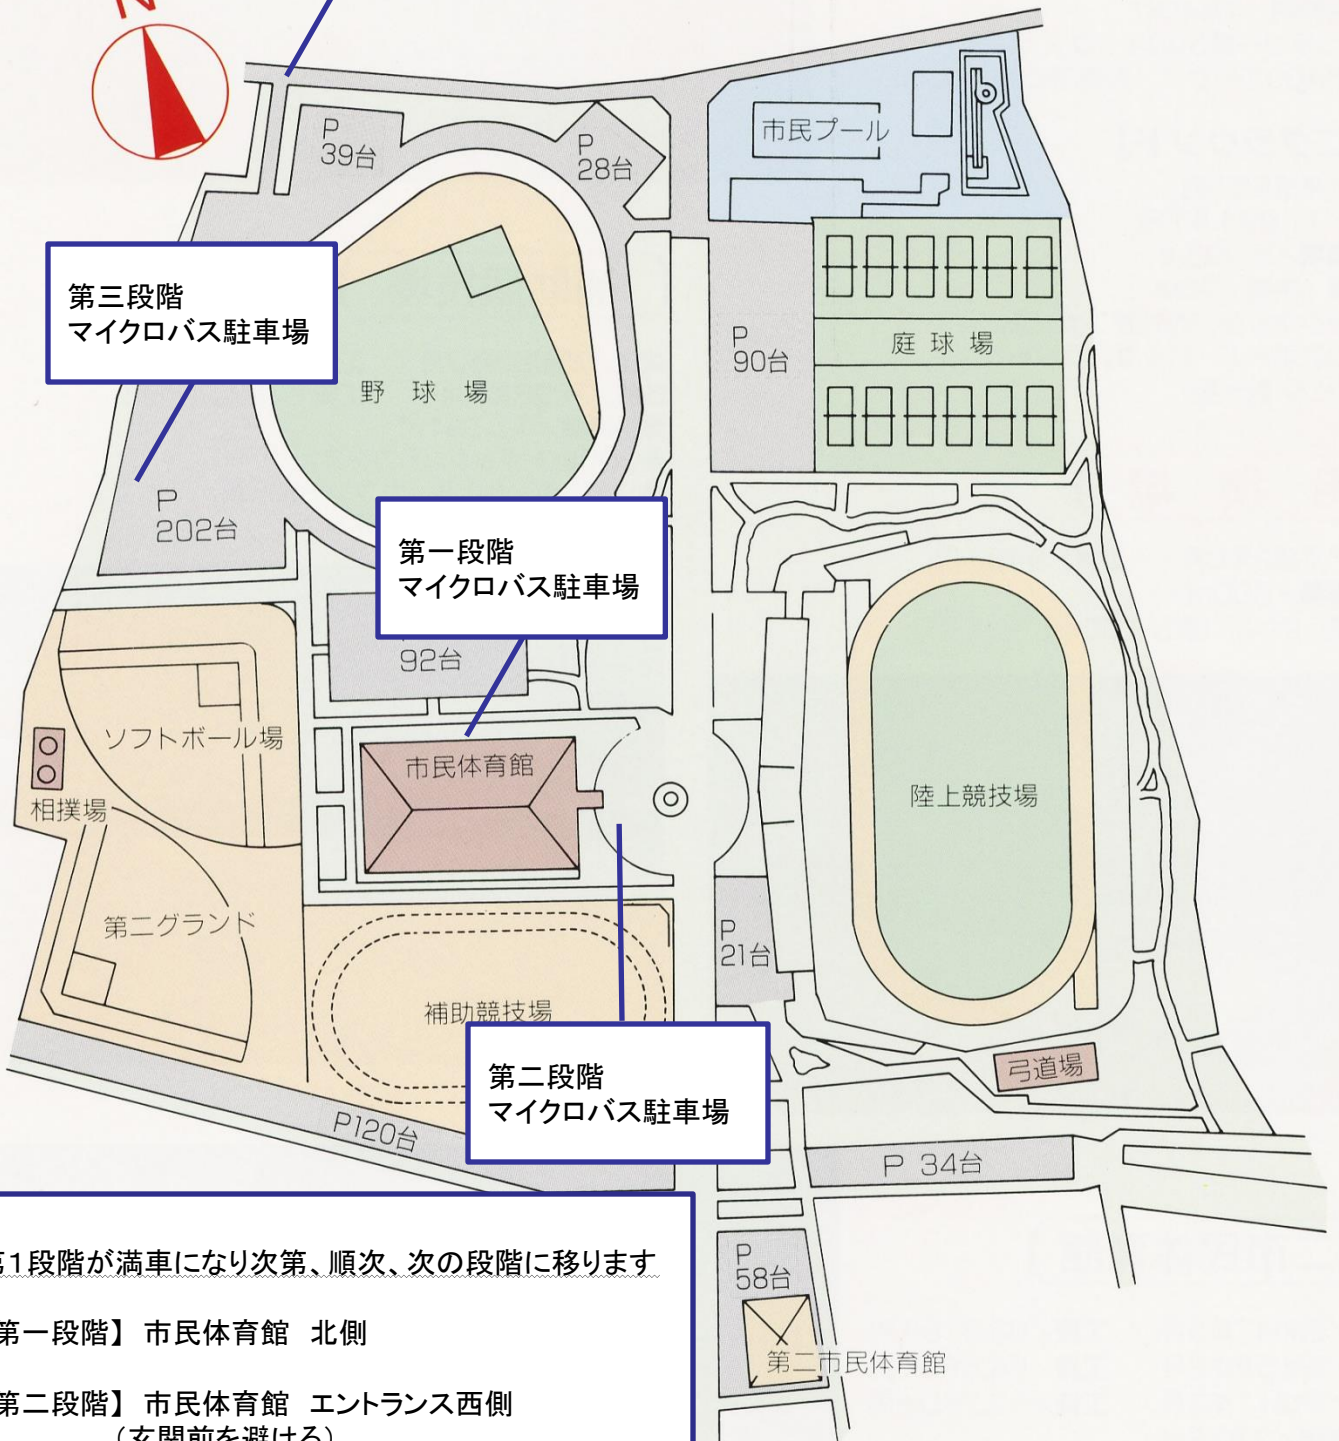 N
P
39台
P
28台
市民プール
第三段階
マイクロバス駐車場
P
90台
庭球場
野球場
P
202台
第一段階
マイクロバス駐車場
92台
ソフトボール場
市民体育館
相撲場
陸上競技場
第二グランド
P
21台
補助競技場
第二段階
マイクロバス駐車場
弓道場
P120台
P 34台
第1段階が満車になり次第、順次、次の段階に移ります
P
58台
第一段階】 市民体育館 北側
第二市民体育館
第二段階】 市民体育館 エントランス西側
（玄関前を避ける）